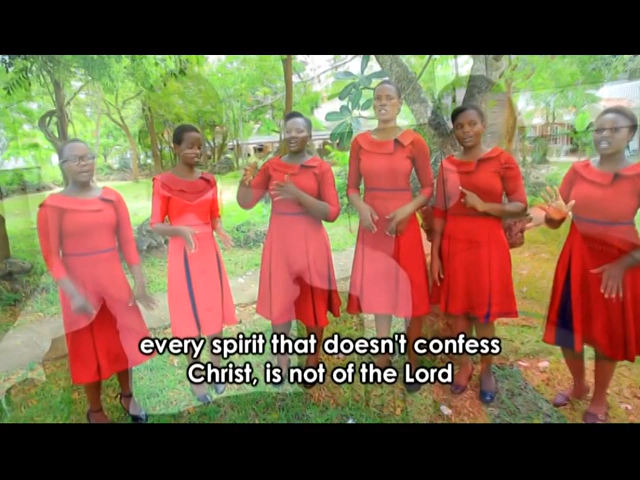 every spirit that doesn't confess
Christ, is not of the Lord